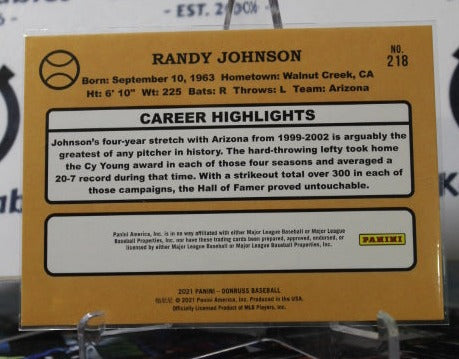 EST. 200%
RANDY JOHNSON
NO.
218
Born: September 10, 1963 Hometown: Walnut Creek, CA
Ht: 6' 10" Wt: 225 Bats: R Throws: L Team: Arizona
CAREER HIGHLIGHTS
Johnson's four-year stretch with Arizona from 1999-2002 is arguably the
greatest of any pitcher in history. The hard-throwing lefty took home
the Cy Young award in each of those four seasons and averaged a
20-7 record during that time. With a strikeout total over 300 in each of
those campaigns, the Hall of Famer proved untouchable.
Panini America, Inc. is in no way affiliated with either Major League Baseball or Major League
Baseball Properties, Inc. nor have these trading cards been prepared, approved, endorsed, or
licensed by either Major League Baseball or Major League Baseball Properties, Inc.
PANINI
2021 PANINI - DONRUSS BASEBALL
© 2021 Panini America, Inc. Produced in the USA.
Officially Licensed Product of MLB Players, Inc.